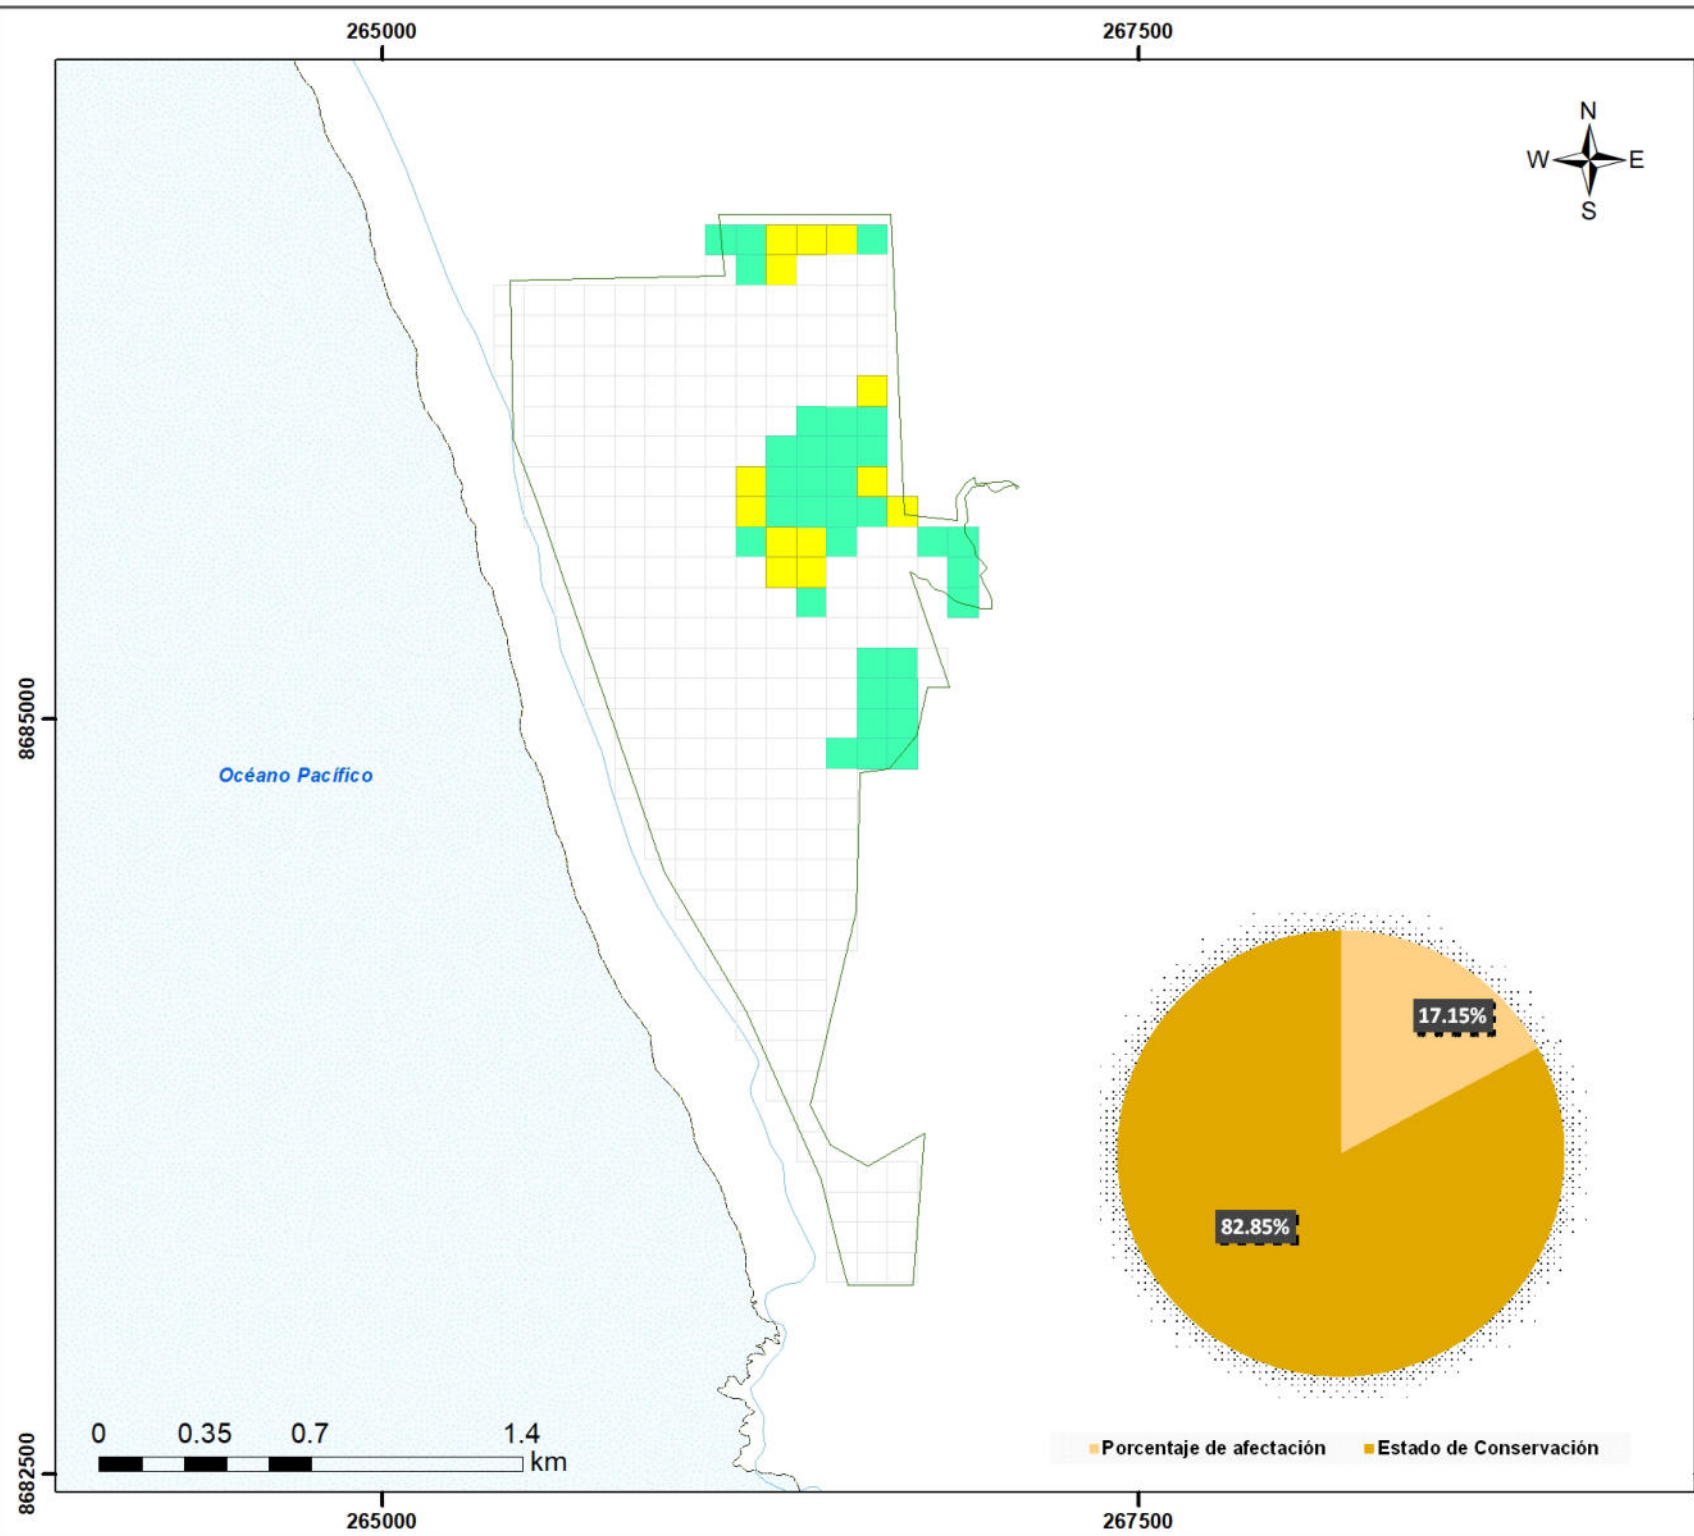 265000
267500
N
W
E
S
8685000
Océano Pacífico
17.15%
82.85%
0
0.35
0.7
1.4
km
Porcentaje de afectación
Estado de Conservación
8682500
265000
267500